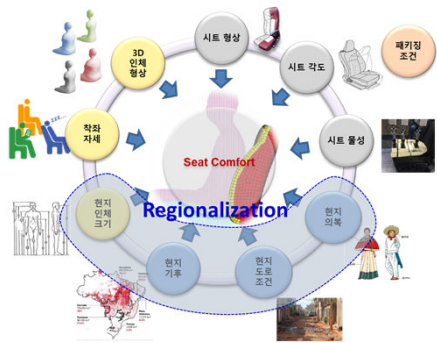 시트 형상
3D
인체
형상
시트 각도
패키징
조건
착좌
자세
zzz...
시트 물성
Seat Comfort
현지
인체
크기
Regionalization
현지
의복
현지
기후
현지
도로
조건